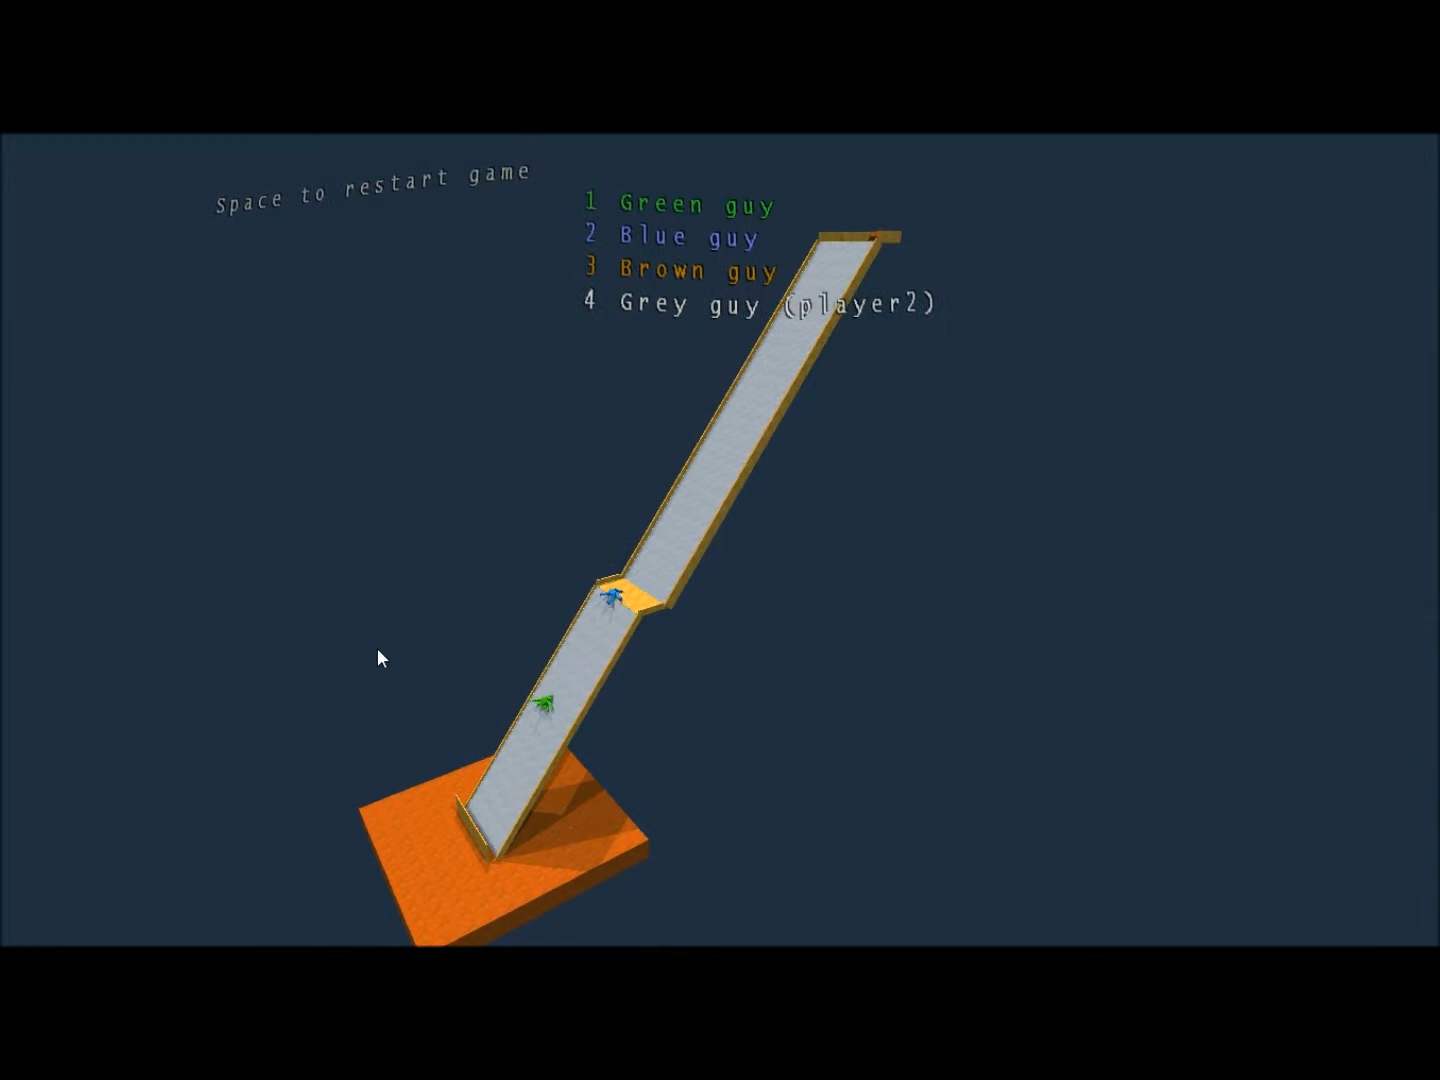 Space to restart game
1 Green guy
2 Blue guy
3 Brown guy
4 Grey guy (player2)